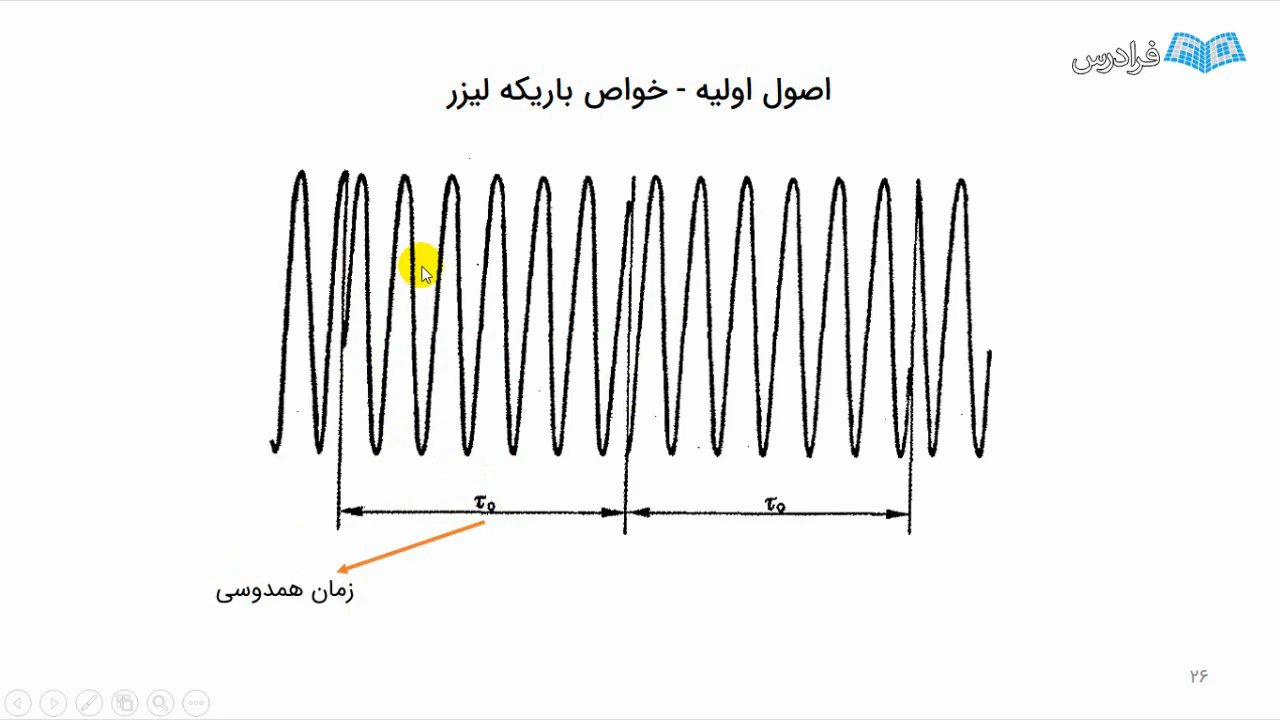 فرادرس
اصول اولیه - خواص باریکه لیزر
τ₀ τ₀
زمان همدوسی
۲۶